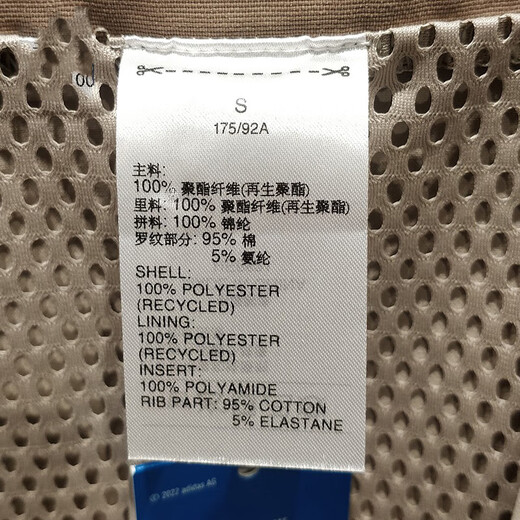 00
S
175/92A
主料:
100% 聚酯纤维(再生聚酯)
里料: 100% 聚酯纤维(再生聚酯)
拼料: 100% 锦纶
罗纹部分: 95% 棉
5% 氨纶
SHELL:
100% POLYESTER
(RECYCLED)
LINING:
100% POLYESTER
(RECYCLED)
INSERT:
100% POLYAMIDE
RIB PART: 95% COTTON
5% ELASTANE
© 2022 adidas AG